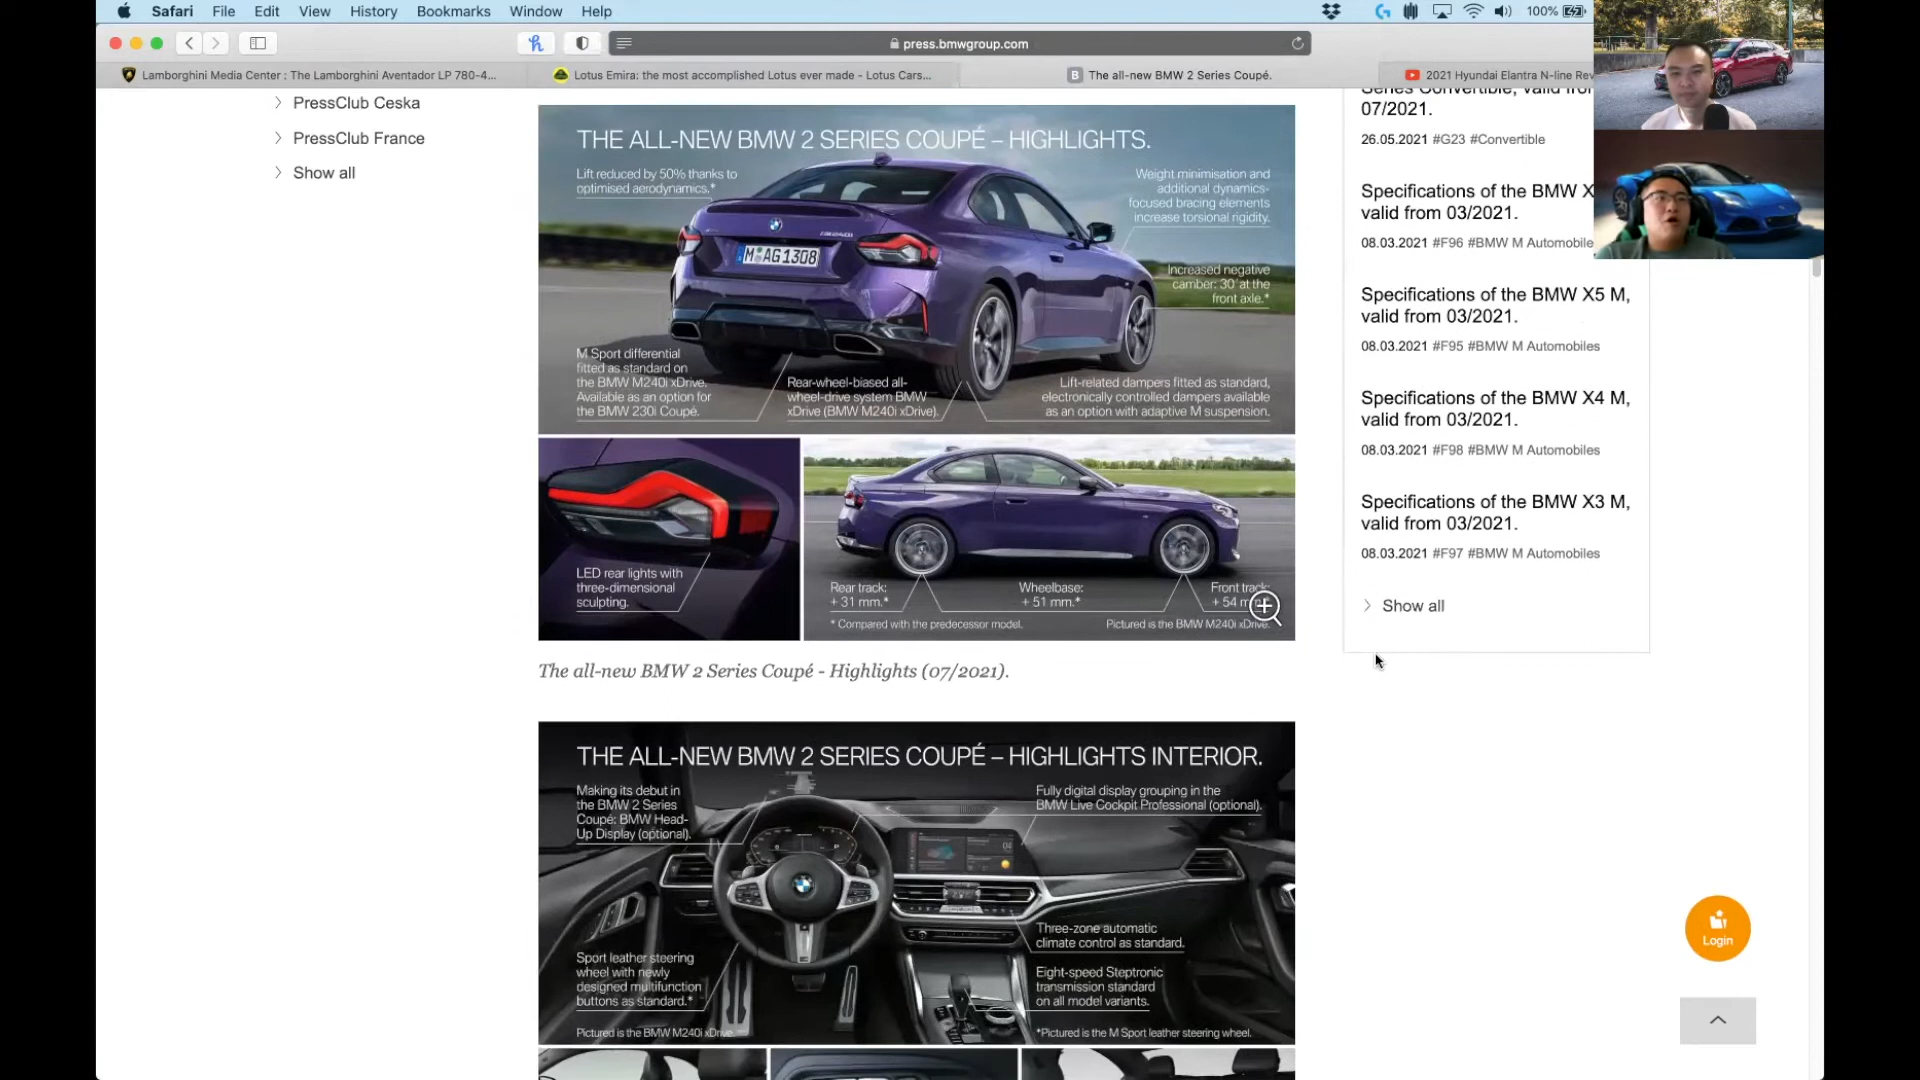 Safari File Edit View History Bookmarks Window Help 100%
press.bmwgroup.com
Lamborghini Media Center : The Lamborghini Aventador LP 780-4...
Lotus Emira: the most accomplished Lotus ever made - Lotus Cars...
B The all-new BMW 2 Series Coupé.
2021 Hyundai Elantra N-line Rev
PressClub Ceska
PressClub France
Show all
THE ALL-NEW BMW 2 SERIES COUPÉ – HIGHLIGHTS.
Lift reduced by 50% thanks to
optimised aerodynamics.*
Weight minimisation and
additional dynamics-
focused bracing elements
increase torsional rigidity.
Increased negative
camber: 30' at the
front axle.*
M AG 1308
M240i
M Sport differential
fitted as standard on
the BMW M240i xDrive.
Available as an option for
the BMW 230i Coupé.
Rear-wheel-biased all-
wheel-drive system BMW
xDrive (BMW M240i xDrive).
Lift-related dampers fitted as standard,
electronically controlled dampers available
as an option with adaptive M suspension.
LED rear lights with
three-dimensional
sculpting.
Rear track:
+ 31 mm.*
Wheelbase:
+ 51 mm.*
Front track:
+ 54 mm.*
* Compared with the predecessor model.
Pictured is the BMW M240i xDrive.
The all-new BMW 2 Series Coupé - Highlights (07/2021).
THE ALL-NEW BMW 2 SERIES COUPÉ – HIGHLIGHTS INTERIOR.
Making its debut in
the BMW 2 Series
Coupé: BMW Head-
Up Display (optional).
Fully digital display grouping in the
BMW Live Cockpit Professional (optional).
Three-zone automatic
climate control as standard.
Sport leather steering
wheel with newly
designed multifunction
buttons as standard.*
Eight-speed Steptronic
transmission standard
on all model variants.
Pictured is the BMW M240i xDrive.
*Pictured is the M Sport leather steering wheel.
Series Convertible, valid from
07/2021.
26.05.2021 #G23 #Convertible
Specifications of the BMW X
valid from 03/2021.
08.03.2021 #F96 #BMW M Automobile
Specifications of the BMW X5 M,
valid from 03/2021.
08.03.2021 #F95 #BMW M Automobiles
Specifications of the BMW X4 M,
valid from 03/2021.
08.03.2021 #F98 #BMW M Automobiles
Specifications of the BMW X3 M,
valid from 03/2021.
08.03.2021 #F97 #BMW M Automobiles
Show all
Login